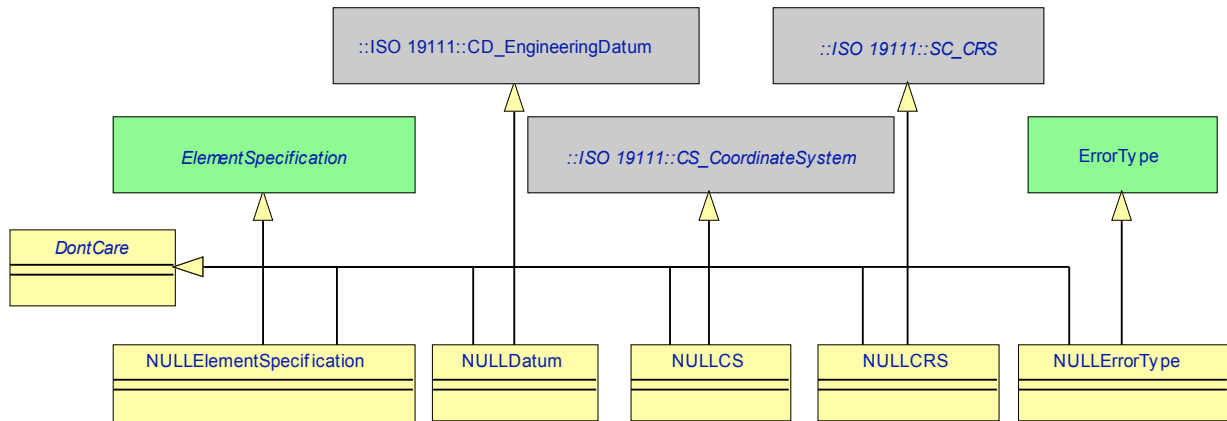 ::ISO 19111::CD_EngineeringDatum
::ISO 19111::SC_CRS
ElementSpecification
::ISO 19111::CS_CoordinateSystem
ErrorType
DontCare
NULLElementSpecification
NULLDatum
NULLCS
NULLCRS
NULLErrorType